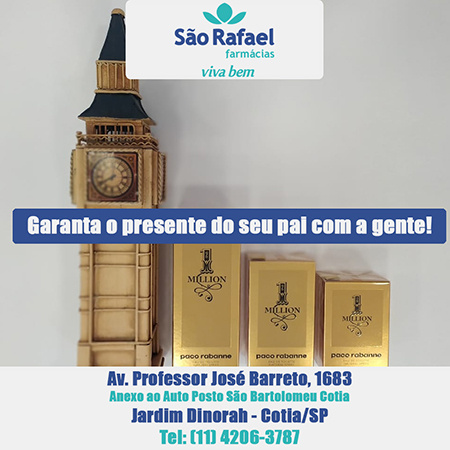 São Rafael
farmácias
viva bem
Garanta o presente do seu pai com a gente!
1
MILLION
paco rabanne
1
MILLION
paco rabanne
1
MILLION
paco rabanne
Av. Professor José Barreto, 1683
Anexo ao Auto Posto São Bartolomeu Cotia
Jardim Dinorah - Cotia/SP
Tel: (11) 4206-3787